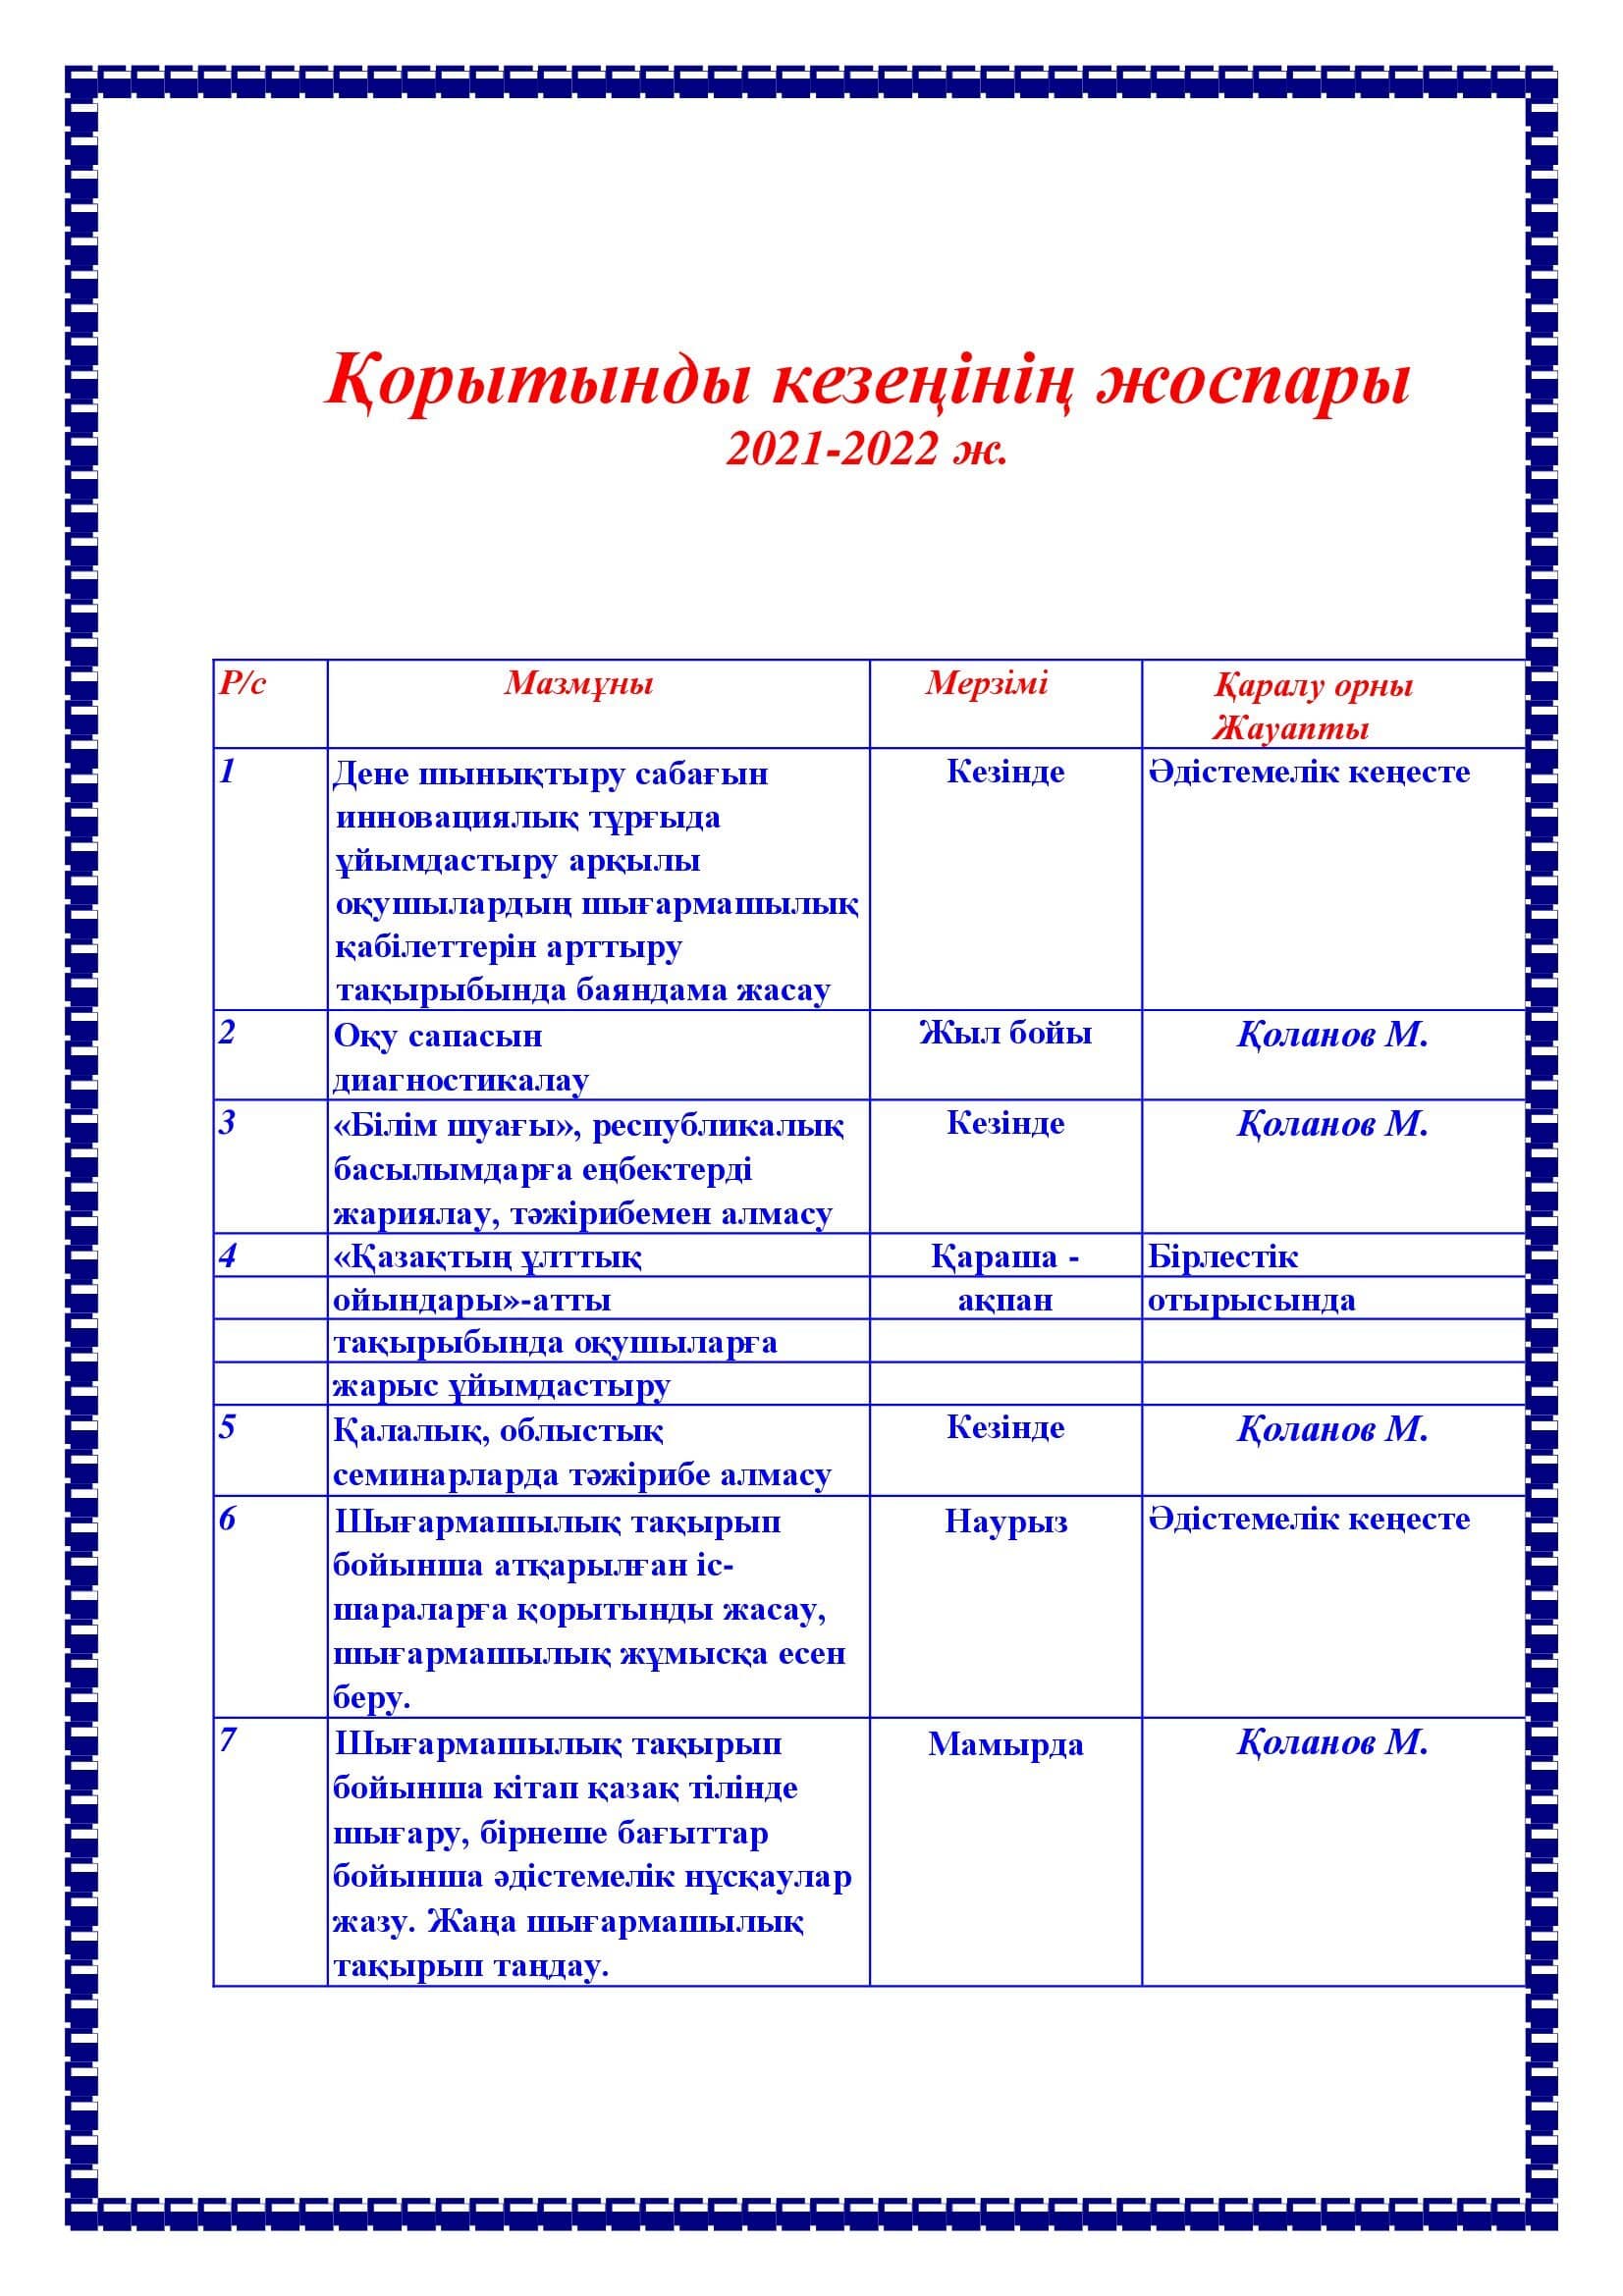 Қорытынды кезеңінің жоспары
2021-2022 ж.
Р/с Мазмұны Мерзімі Қаралу орны
Жауапты
1 Дене шынықтыру сабағын Кезінде Әдістемелік кеңесте
инновациялық тұрғыда
ұйымдастыру арқылы
оқушылардың шығармашылық
қабілеттерін арттыру
тақырыбында баяндама жасау
2 Оқу сапасын Жыл бойы Қоланов М.
диагностикалау
3 «Білім шуағы», республикалық Кезінде Қоланов М.
басылымдарға еңбектерді
жариялау, тәжірибемен алмасу
4 «Қазақтың ұлттық Қараша - Бірлестік
ойындары»-атты ақпан отырысында
тақырыбында оқушыларға
жарыс ұйымдастыру
5 Қалалық, облыстық Кезінде Қоланов М.
семинарларда тәжірибе алмасу
6 Шығармашылық тақырып Наурыз Әдістемелік кеңесте
бойынша атқарылған іс-
шараларға қорытынды жасау,
шығармашылық жұмысқа есен
беру.
7 Шығармашылық тақырып Мамырда Қоланов М.
бойынша кітап қазақ тілінде
шығару, бірнеше бағыттар
бойынша әдістемелік нұсқаулар
жазу. Жаңа шығармашылық
тақырып таңдау.